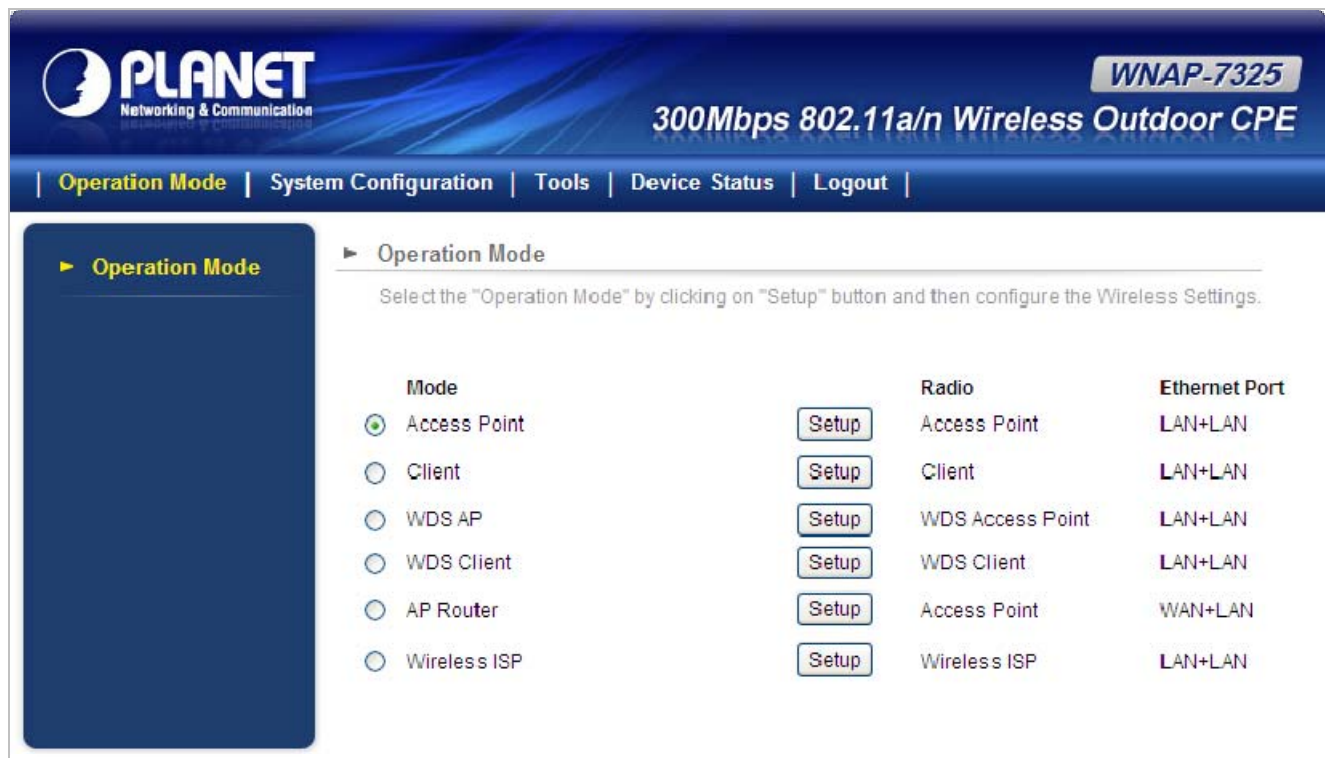 PLANET
Networking & Communication
WNAP-7325
300Mbps 802.11a/n Wireless Outdoor CPE
| Operation Mode | System Configuration | Tools | Device Status | Logout |
► Operation Mode
► Operation Mode
Select the "Operation Mode" by clicking on "Setup" button and then configure the Wireless Settings.
Mode Radio Ethernet Port
Access Point Setup Access Point LAN+LAN
Client Setup Client LAN+LAN
WDS AP Setup WDS Access Point LAN+LAN
WDS Client Setup WDS Client LAN+LAN
AP Router Setup Access Point WAN+LAN
Wireless ISP Setup Wireless ISP LAN+LAN